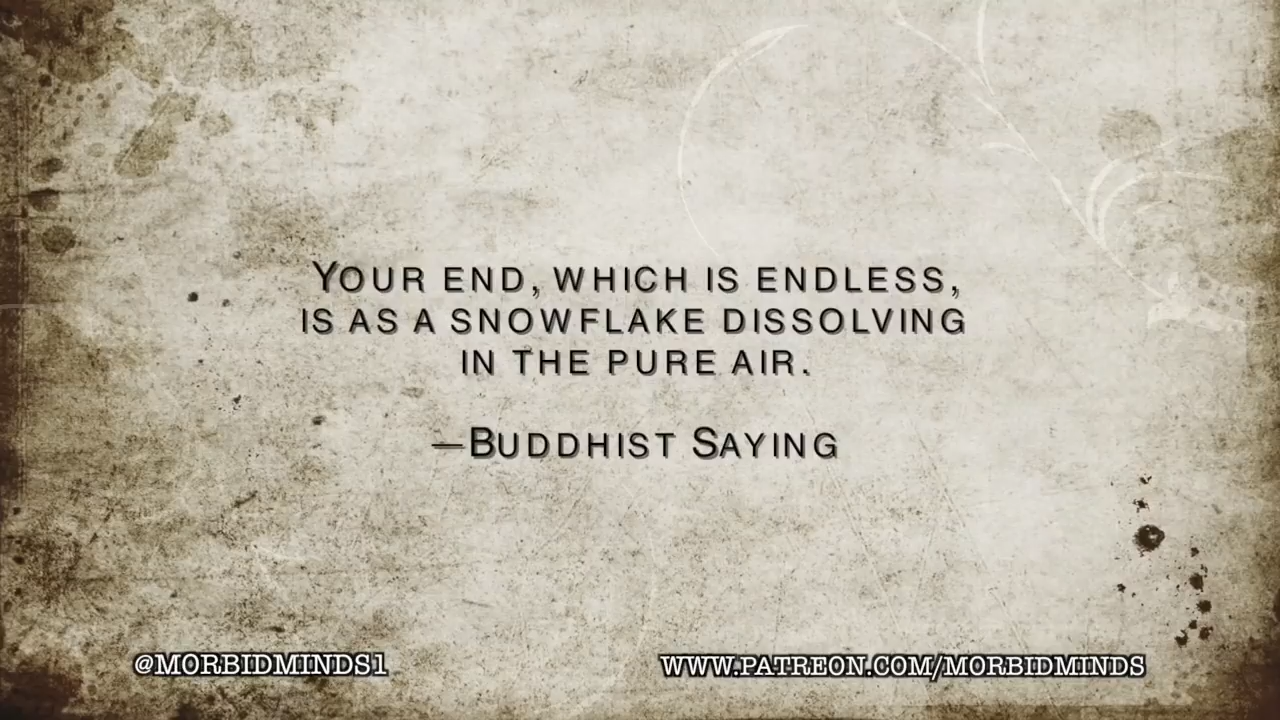 YOUR END, WHICH IS ENDLESS,
IS AS A SNOWFLAKE DISSOLVING
IN THE PURE AIR.
—BUDDHIST SAYING
@MORBIDMINDS1
WWW.PATREON.COM/MORBIDMINDS